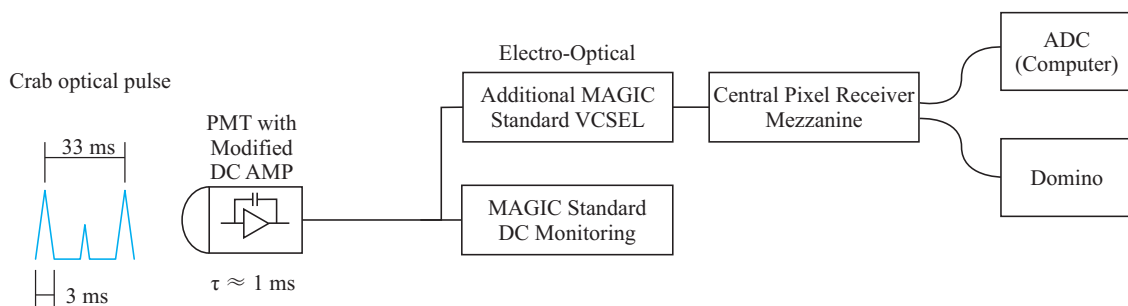 Crab optical pulse
33 ms
3 ms
PMT with
Modified
DC AMP
τ ≈ 1 ms
Electro-Optical
Additional MAGIC
Standard VCSEL
MAGIC Standard
DC Monitoring
Central Pixel Receiver
Mezzanine
ADC
(Computer)
Domino